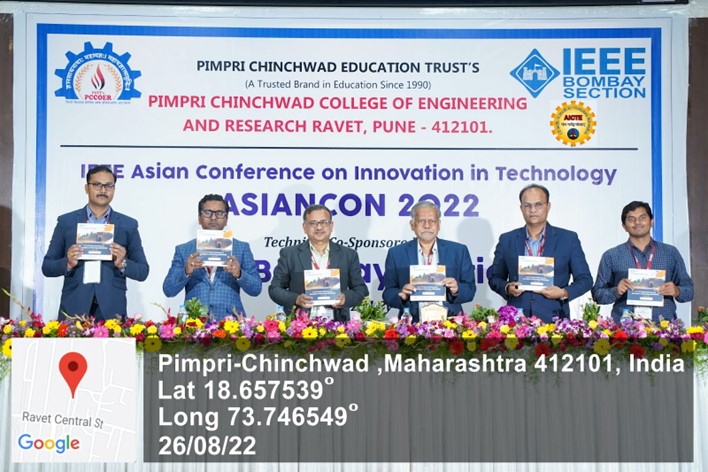 PIMPRI CHINCHWAD EDUCATION TRUST'S
(A Trusted Brand in Education Since 1990)
PIMPRI CHINCHWAD COLLEGE OF ENGINEERING
AND RESEARCH RAVET, PUNE - 412101.
PCCOER
IEEE
BOMBAY
SECTION
AICTE
IEEE Asian Conference on Innovation in Technology
ASIANCON 2022
Ravet Central St
Google
Pimpri-Chinchwad ,Maharashtra 412101, India
Lat 18.657539°
Long 73.746549°
26/08/22